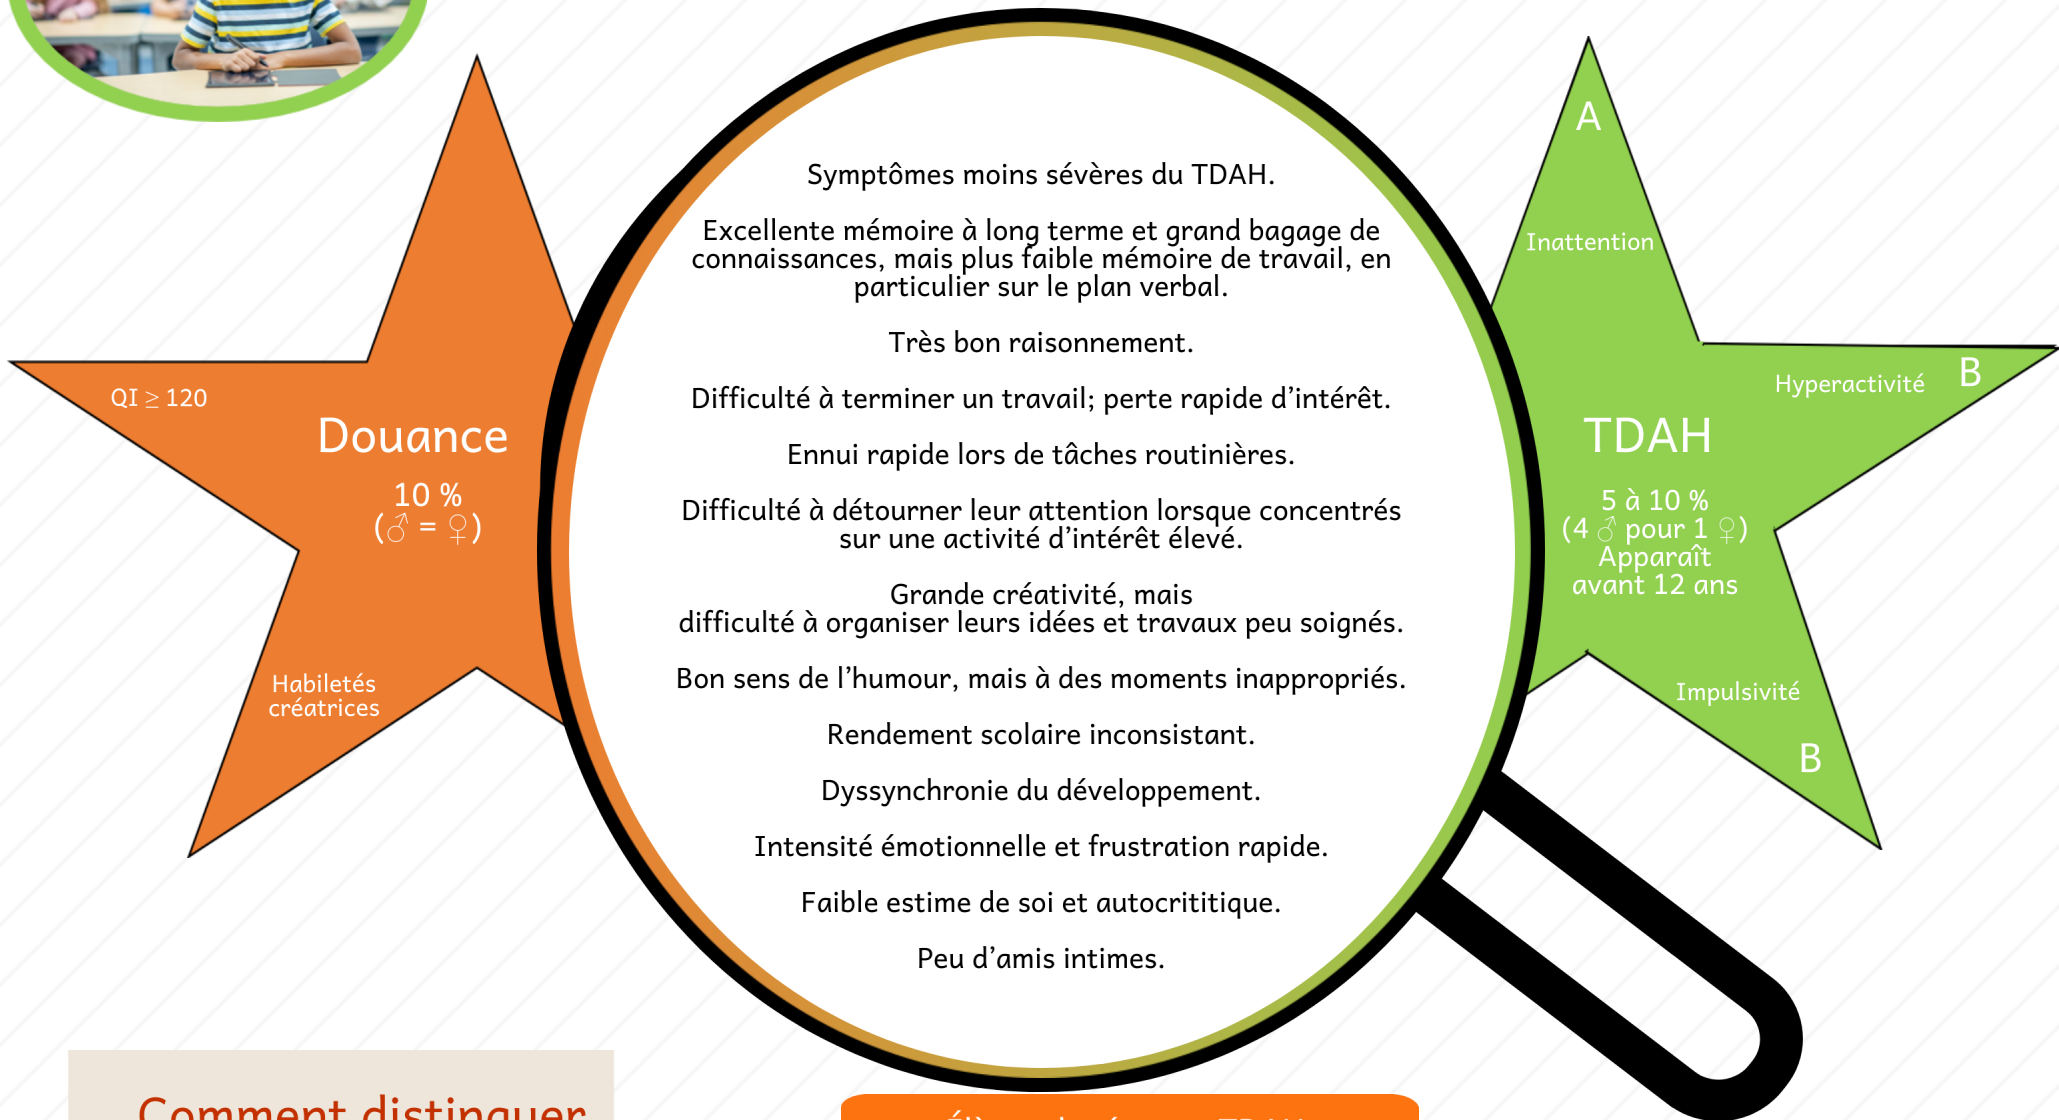 Douance
10 %
(♂ = ♀)
QI ≥ 120
Habiletés
créatrices
Symptômes moins sévères du TDAH.
Excellente mémoire à long terme et grand bagage de
connaissances, mais plus faible mémoire de travail, en
particulier sur le plan verbal.
Très bon raisonnement.
Difficulté à terminer un travail; perte rapide d’intérêt.
Ennui rapide lors de tâches routinières.
Difficulté à détourner leur attention lorsque concentrés
sur une activité d’intérêt élevé.
Grande créativité, mais
difficulté à organiser leurs idées et travaux peu soignés.
Bon sens de l’humour, mais à des moments inappropriés.
Rendement scolaire inconsistant.
Dyssynchronie du développement.
Intensité émotionnelle et frustration rapide.
Faible estime de soi et autocrititique.
Peu d’amis intimes.
A
Inattention
Hyperactivité B
TDAH
5 à 10 %
(4 ♂ pour 1 ♀)
Apparaît
avant 12 ans
Impulsivité
B
Comment distinguer